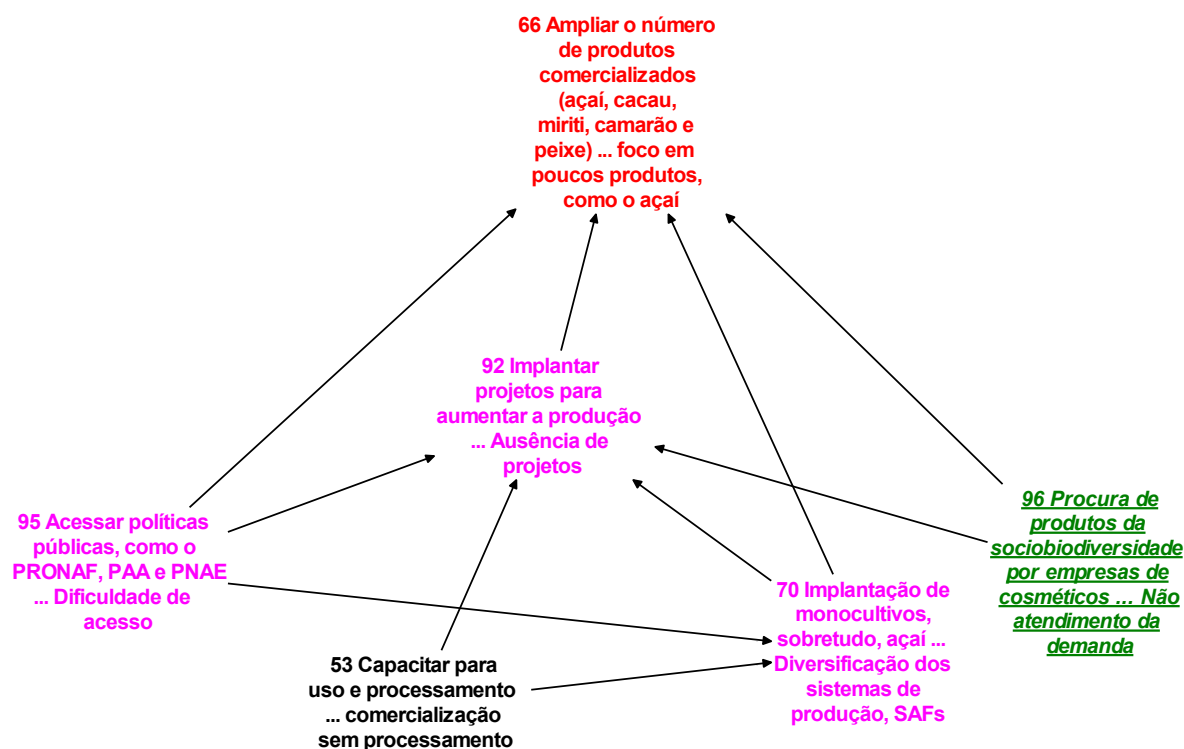 66 Ampliar o número
de produtos
comercializados
(açaí, cacau,
miriti, camarão e
peixe) ... foco em
poucos produtos,
como o açaí
92 Implantar
projetos para
aumentar a produção
... Ausência de
projetos
95 Acessar políticas
públicas, como o
PRONAF, PAA e PNAE
... Dificuldade de
acesso
96 Procura de
produtos da
sociobiodiversidade
por empresas de
cosméticos ... Não
atendimento da
demanda
70 Implantação de
monocultivos,
sobretudo, açaí ...
Diversificação dos
sistemas de
produção, SAFs
53 Capacitar para
uso e processamento
... comercialização
sem processamento